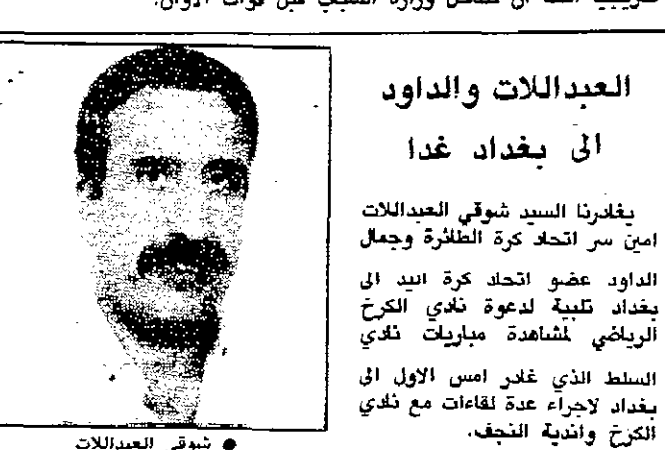 العبداللات والداود
الى بغداد غدا
يغادرنا السيد شوقي العبداللات
امين سر اتحاد كرة الطائرة وجمال
الداود عضو اتحاد كرة اليد الى
بغداد تلبية لدعوة نادي الكرخ
الرياضي لمشاهدة مباريات نادي
السلط الذي غادر امس الاول الى
بغداد لاجراء عدة لقاءات مع نادي
الكرخ واندية النجف.
● شوقي العبداللات